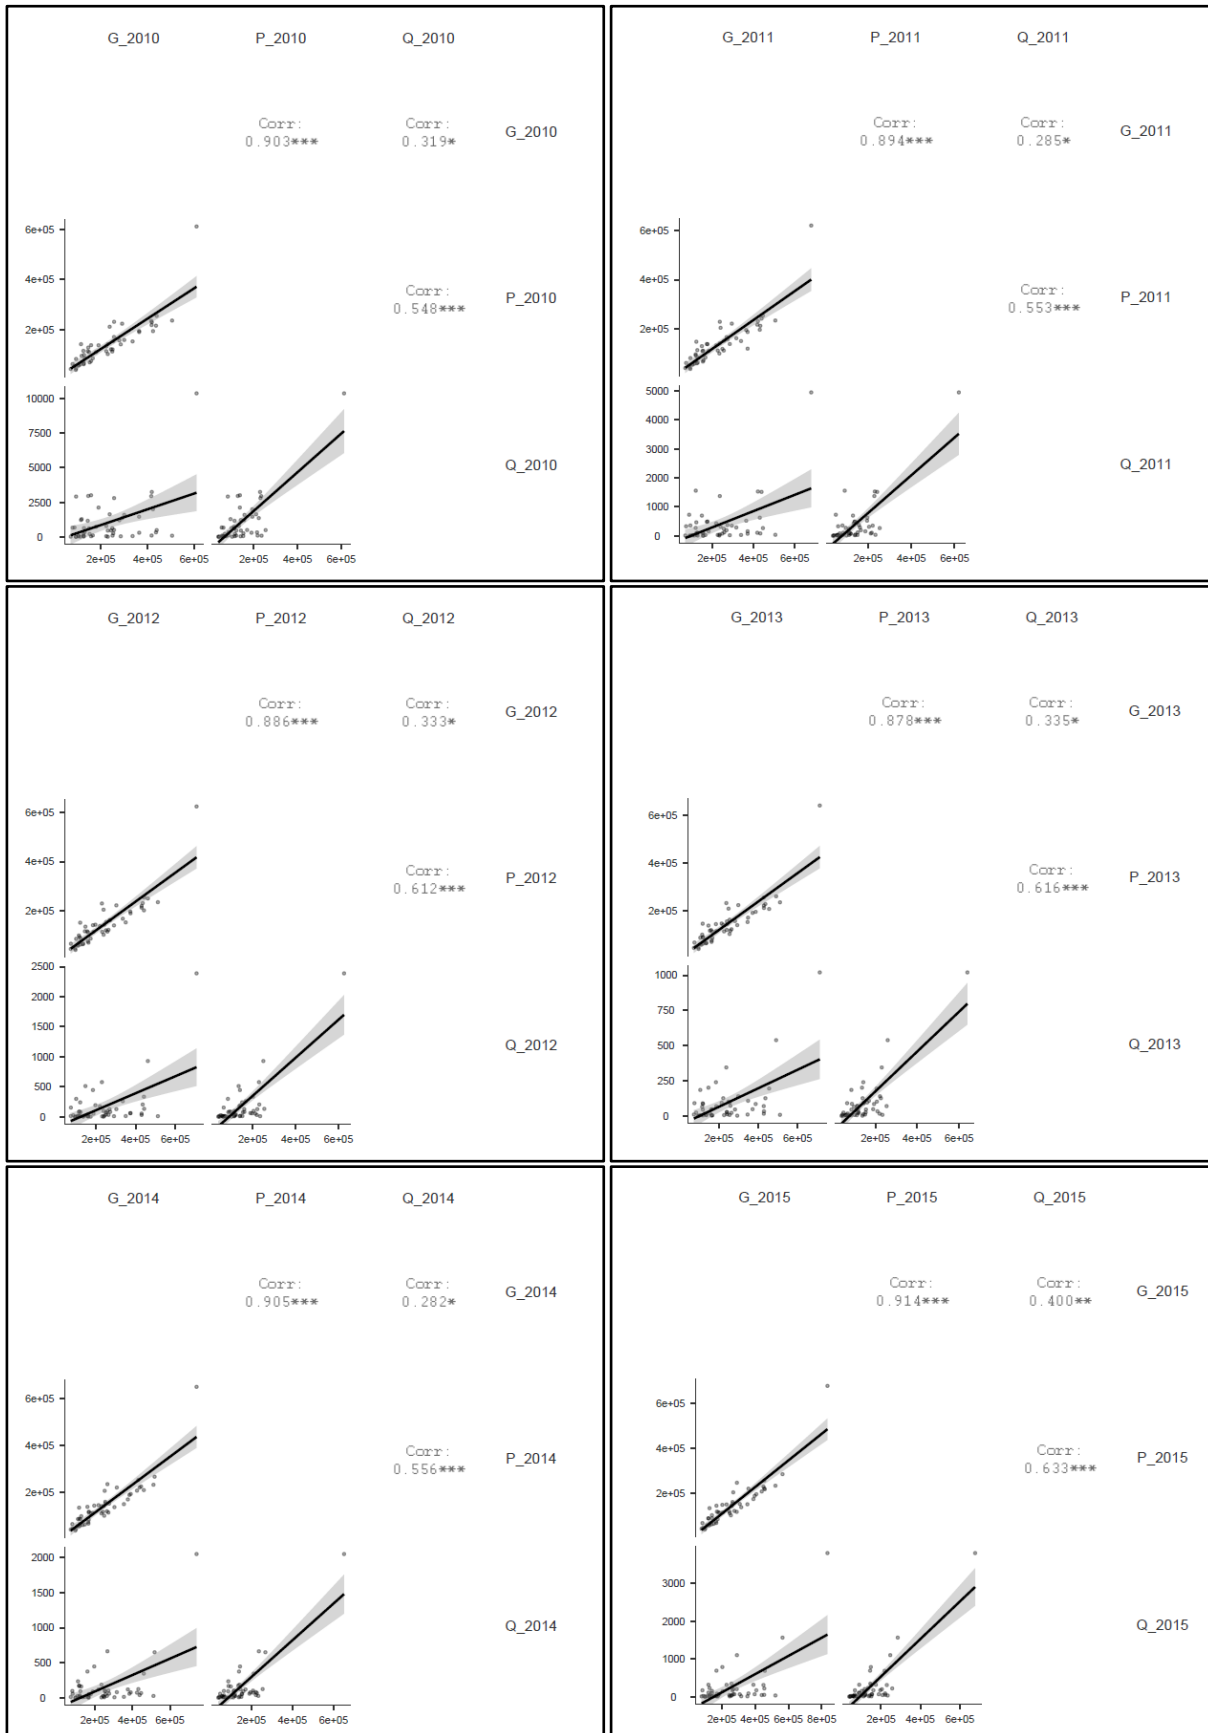 G_2010 P_2010 Q_2010
Corr: Corr:
0.903*** 0.319* G_2010
6e+05
4e+05
2e+05
Corr:
0.548*** P_2010
10000
7500
5000
2500
0
Q_2010
2e+05 4e+05 6e+05 2e+05 4e+05 6e+05
G_2011 P_2011 Q_2011
Corr: Corr:
0.894*** 0.285* G_2011
6e+05
4e+05
2e+05
Corr:
0.553*** P_2011
5000
4000
3000
2000
1000
0
Q_2011
2e+05 4e+05 6e+05 2e+05 4e+05 6e+05
G_2012 P_2012 Q_2012
Corr: Corr:
0.886*** 0.333* G_2012
6e+05
4e+05
2e+05
Corr:
0.612*** P_2012
2500
2000
1500
1000
500
0
Q_2012
2e+05 4e+05 6e+05 2e+05 4e+05 6e+05
G_2013 P_2013 Q_2013
Corr: Corr:
0.878*** 0.335* G_2013
6e+05
4e+05
2e+05
Corr:
0.616*** P_2013
1000
750
500
250
0
Q_2013
2e+05 4e+05 6e+05 2e+05 4e+05 6e+05
G_2014 P_2014 Q_2014
Corr: Corr:
0.905*** 0.282* G_2014
6e+05
4e+05
2e+05
Corr:
0.556*** P_2014
2000
1500
1000
500
0
Q_2014
2e+05 4e+05 6e+05 2e+05 4e+05 6e+05
G_2015 P_2015 Q_2015
Corr: Corr:
0.914*** 0.400** G_2015
6e+05
4e+05
2e+05
Corr:
0.633*** P_2015
3000
2000
1000
0
Q_2015
2e+05 4e+05 6e+05 8e+05 2e+05 4e+05 6e+05